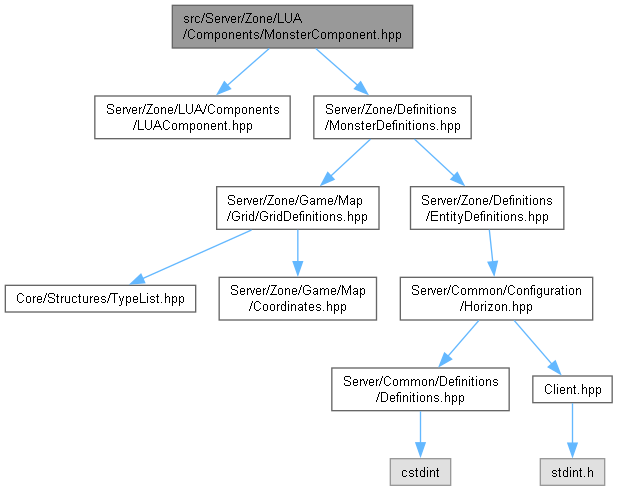 src/Server/Zone/LUA
/Components/MonsterComponent.hpp
Server/Zone/LUA/Components
/LUAComponent.hpp
Server/Zone/Definitions
/MonsterDefinitions.hpp
Server/Zone/Game/Map
/Grid/GridDefinitions.hpp
Server/Zone/Definitions
/EntityDefinitions.hpp
Core/Structures/TypeList.hpp
Server/Zone/Game/Map
/Coordinates.hpp
Server/Common/Configuration
/Horizon.hpp
Server/Common/Definitions
/Definitions.hpp
Client.hpp
cstdint
stdint.h